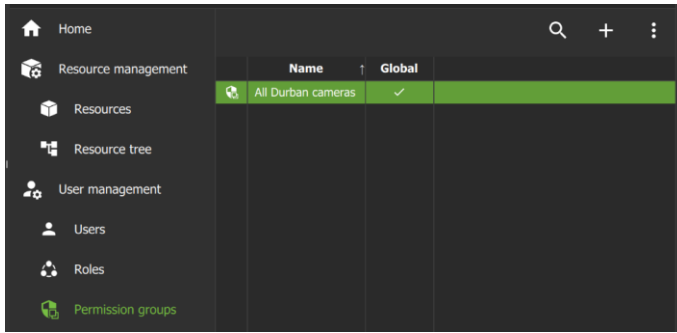 Home
Resource management
Resources
Resource tree
User management
Users
Roles
Permission groups
Name ↑ Global
All Durban cameras ✓